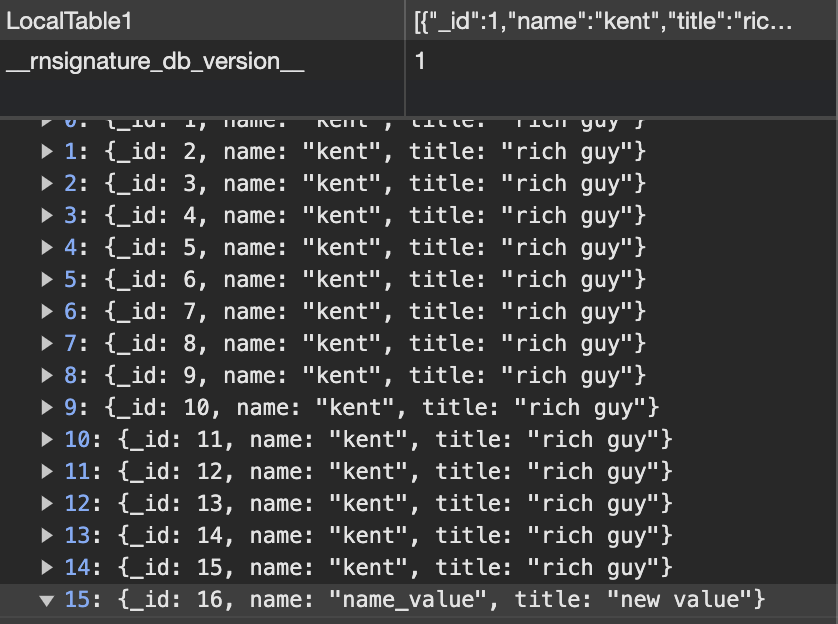 LocalTable1 [{"_id":1,"name":"kent","title":"ric...
__rnsignature_db_version__ 1
▶ 0: {_id: 1, name: "kent", title: "rich guy"}
▶ 1: {_id: 2, name: "kent", title: "rich guy"}
▶ 2: {_id: 3, name: "kent", title: "rich guy"}
▶ 3: {_id: 4, name: "kent", title: "rich guy"}
▶ 4: {_id: 5, name: "kent", title: "rich guy"}
▶ 5: {_id: 6, name: "kent", title: "rich guy"}
▶ 6: {_id: 7, name: "kent", title: "rich guy"}
▶ 7: {_id: 8, name: "kent", title: "rich guy"}
▶ 8: {_id: 9, name: "kent", title: "rich guy"}
▶ 9: {_id: 10, name: "kent", title: "rich guy"}
▶ 10: {_id: 11, name: "kent", title: "rich guy"}
▶ 11: {_id: 12, name: "kent", title: "rich guy"}
▶ 12: {_id: 13, name: "kent", title: "rich guy"}
▶ 13: {_id: 14, name: "kent", title: "rich guy"}
▶ 14: {_id: 15, name: "kent", title: "rich guy"}
▼ 15: {_id: 16, name: "name_value", title: "new value"}